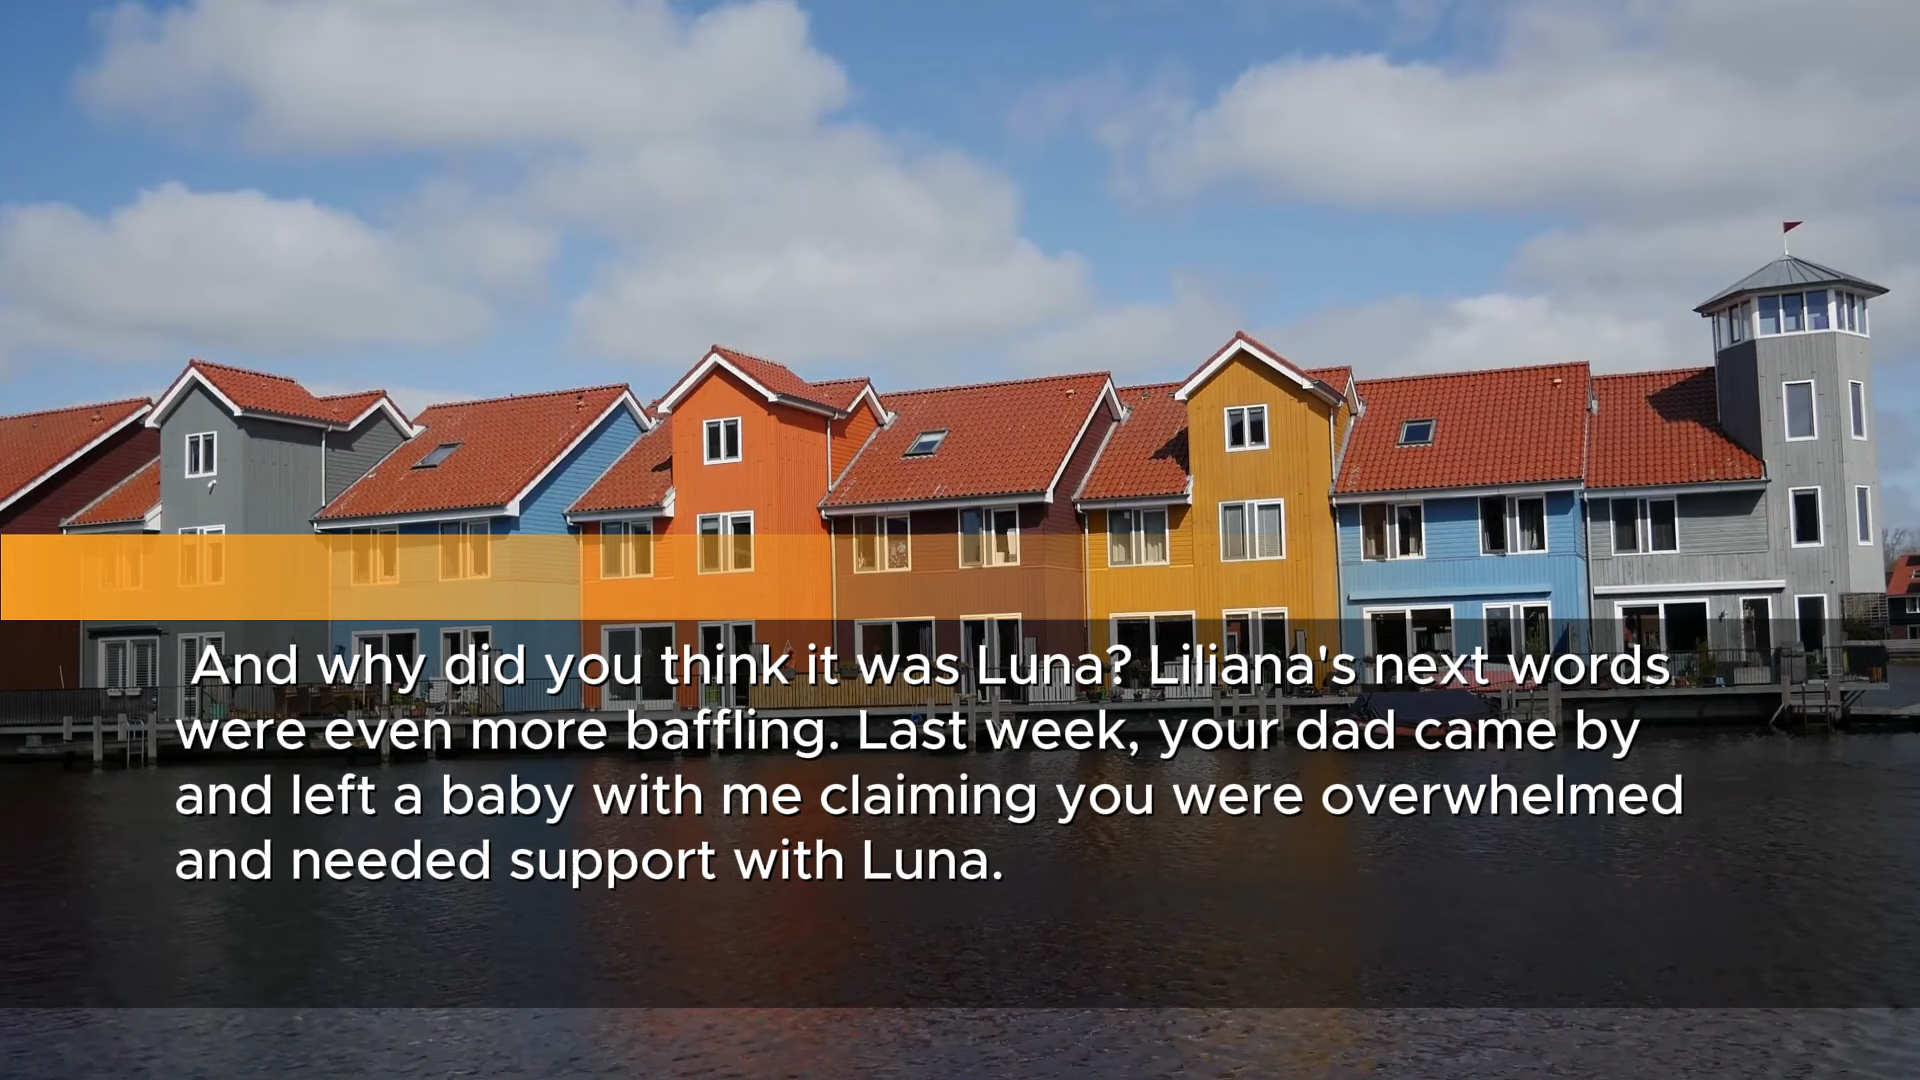 And why did you think it was Luna? Liliana's next words
were even more baffling. Last week, your dad came by
and left a baby with me claiming you were overwhelmed
and needed support with Luna.